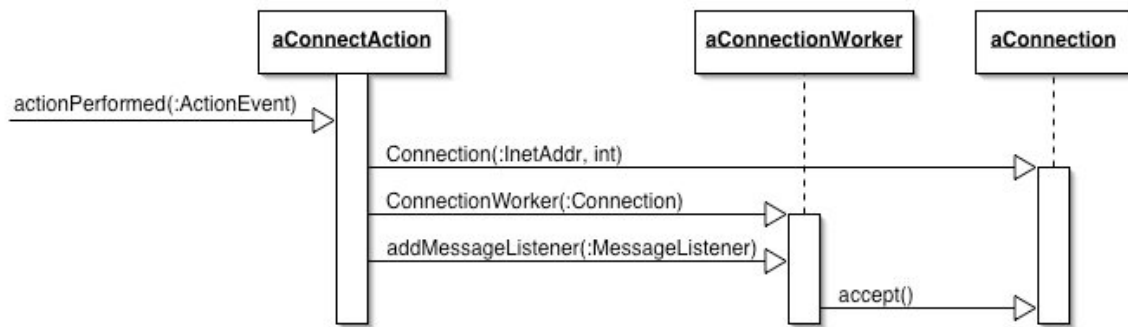 aConnectAction
aConnectionWorker
aConnection
actionPerformed(:ActionEvent)
Connection(:InetAddr, int)
ConnectionWorker(:Connection)
addMessageListener(:MessageListener)
accept()